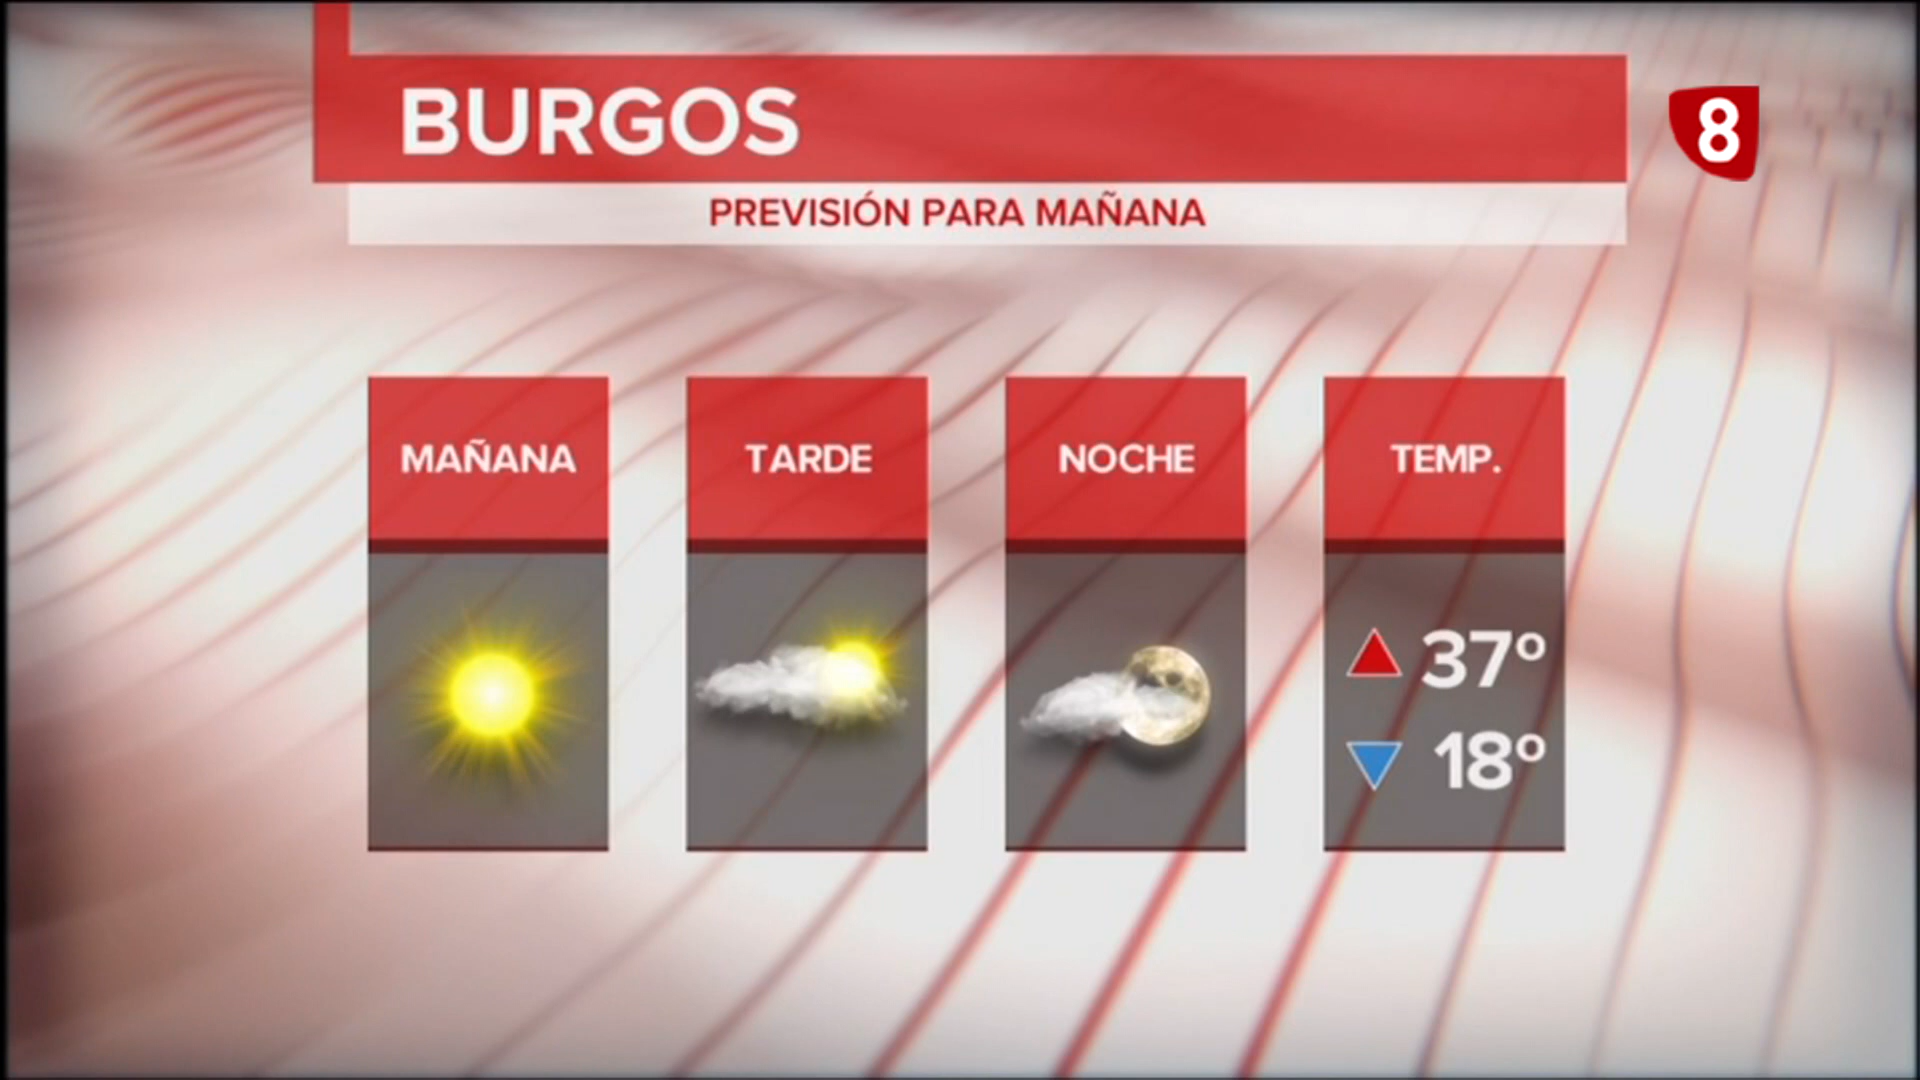 BURGOS
8
PREVISIÓN PARA MAÑANA
MAÑANA
TARDE
NOCHE
TEMP.
37º
18º